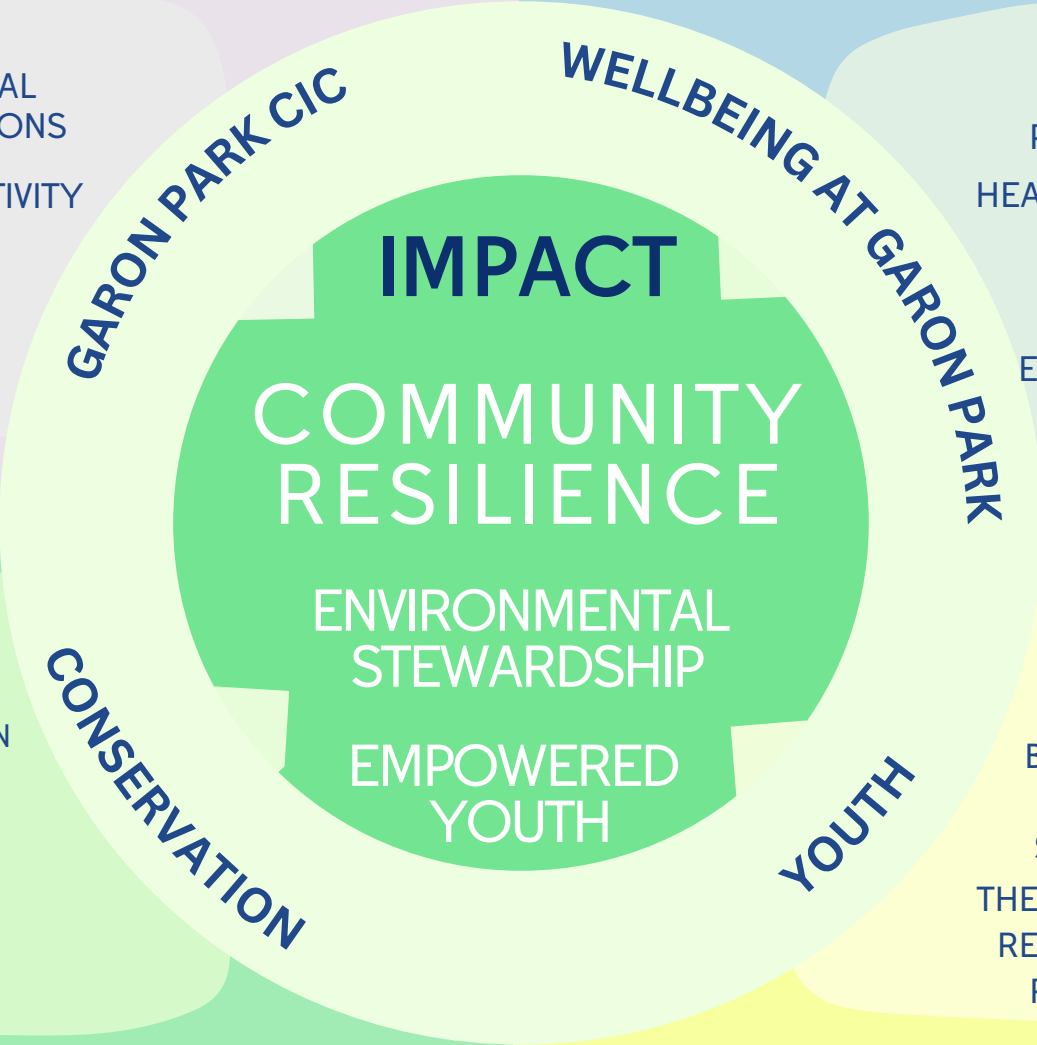 GARON PARK CIC
WELLBEING AT GARON PARK
IMPACT
COMMUNITY
RESILIENCE
ENVIRONMENTAL
STEWARDSHIP
EMPOWERED
YOUTH
CONSERVATION
YOUTH